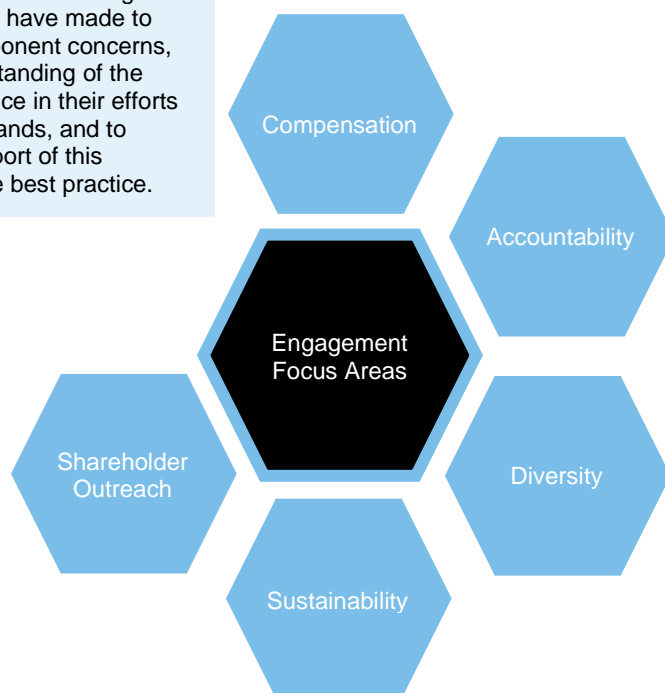 have made to
ponent concerns,
tanding of the
ce in their efforts
ands, and to
port of this
e best practice.
Compensation
Accountability
Engagement
Focus Areas
Shareholder
Outreach
Diversity
Sustainability